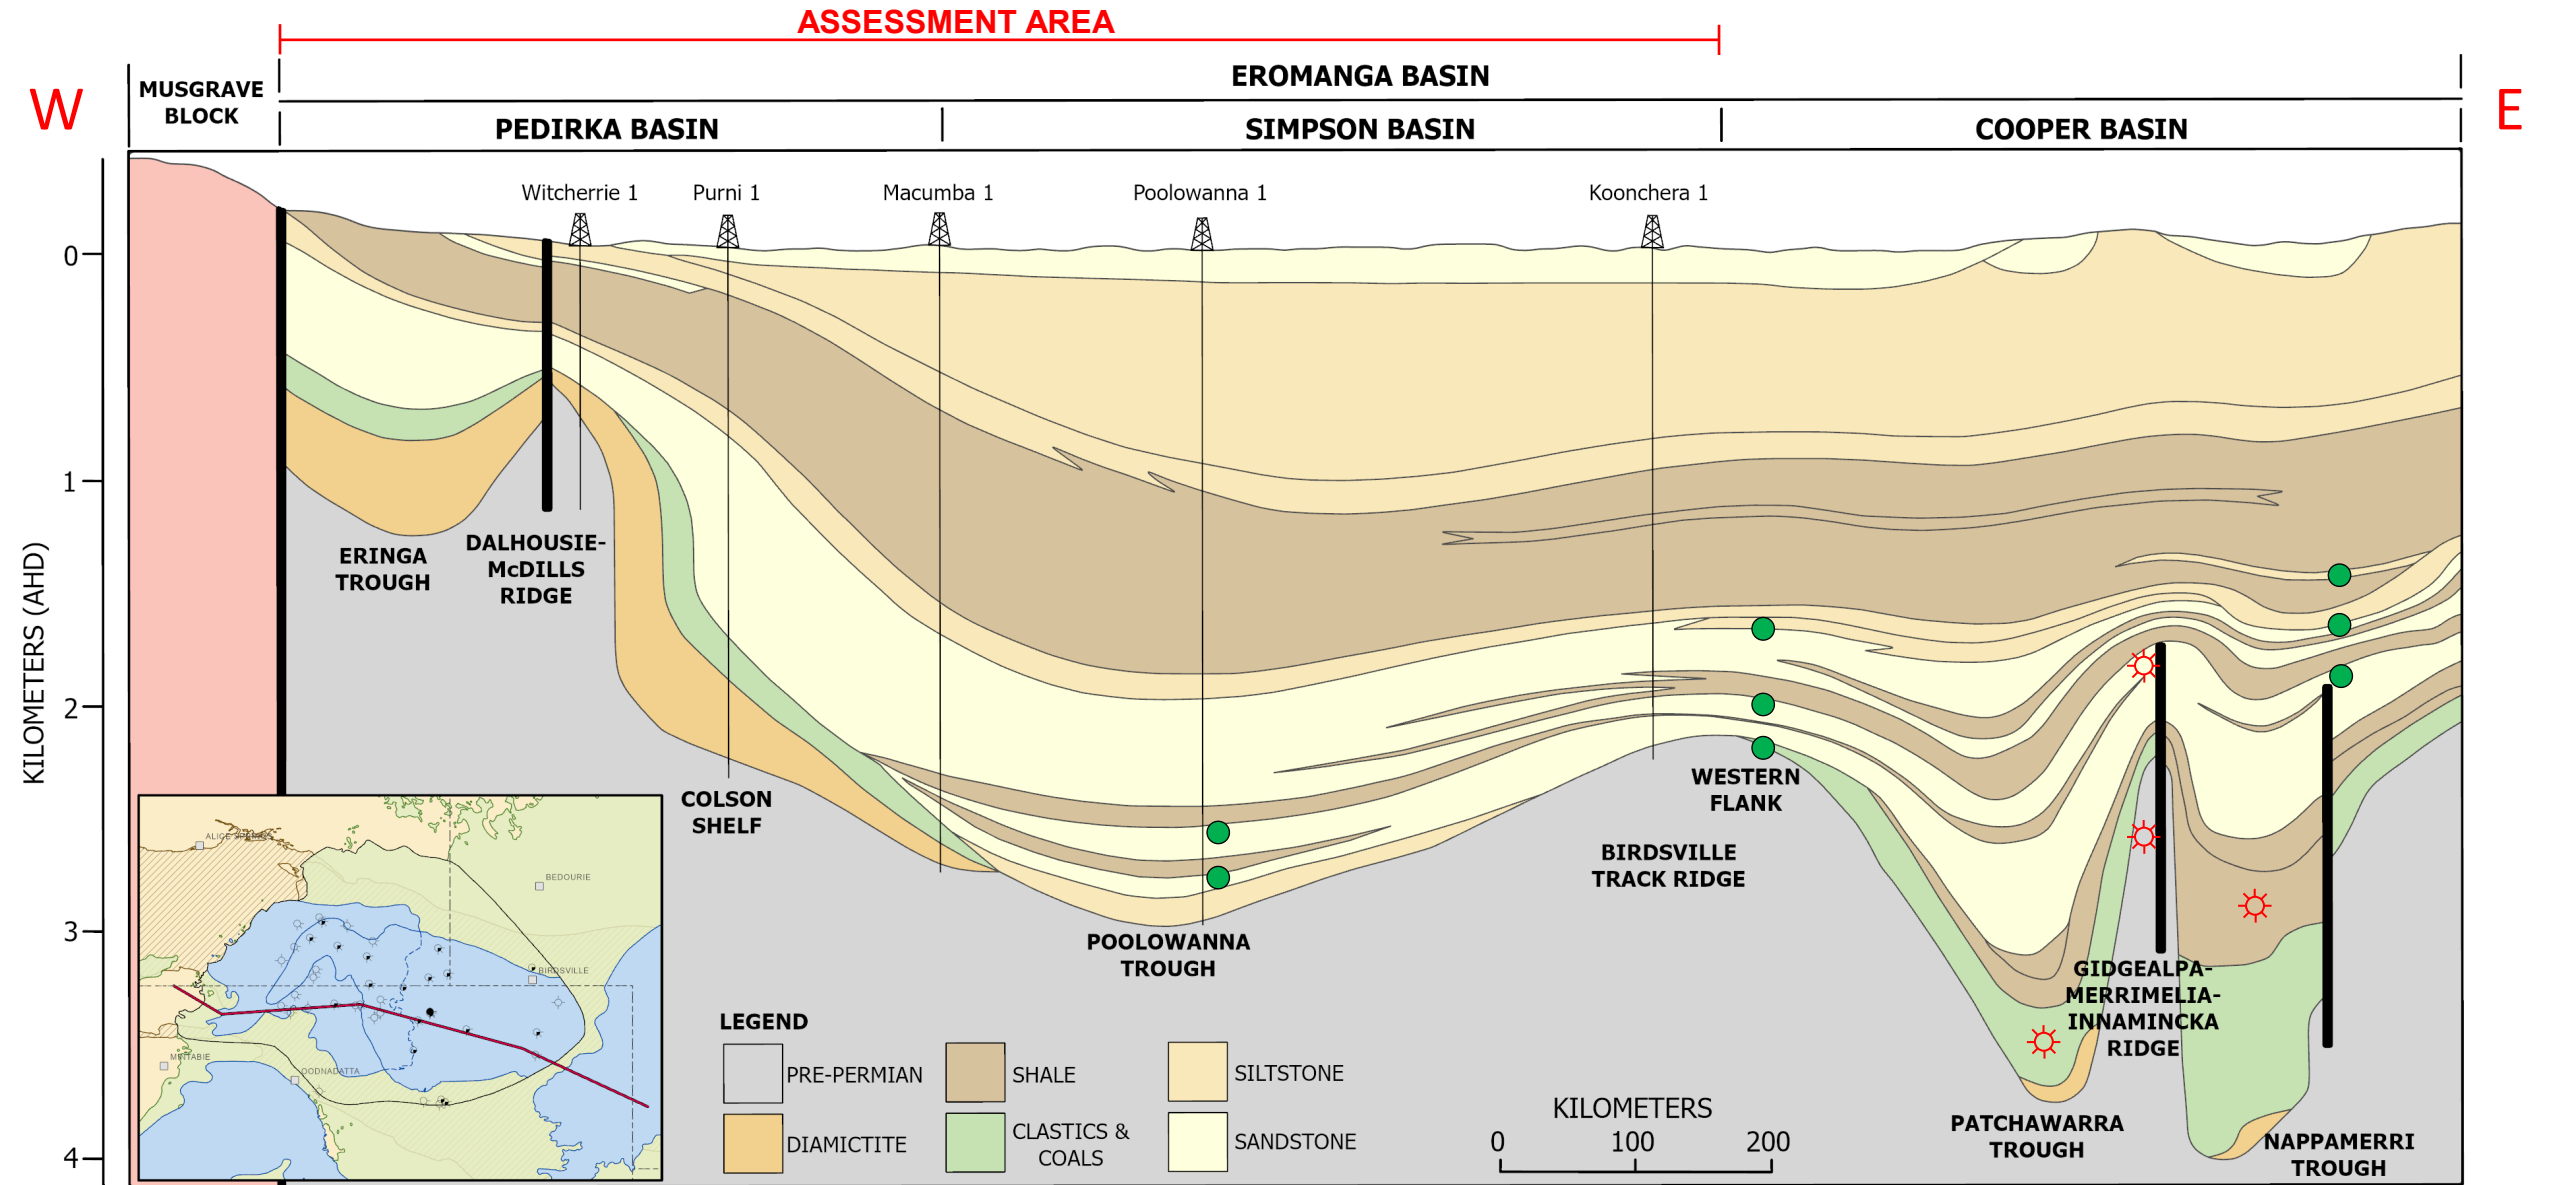 ASSESSMENT AREA
W
MUSGRAVE
BLOCK
EROMANGA BASIN
E
PEDIRKA BASIN
SIMPSON BASIN
COOPER BASIN
Witcherrie 1
Purni 1
Macumba 1
Poolowanna 1
Koonchera 1
KILOMETERS (AHD)
0
1
2
3
4
ERINGA
TROUGH
DALHOUSIE-
McDILLS
RIDGE
COLSON
SHELF
POOLOWANNA
TROUGH
WESTERN
FLANK
BIRDSVILLE
TRACK RIDGE
GIDGEALPA-
MERRIMELIA-
INNAMINCKA
RIDGE
PATCHAWARRA
TROUGH
NAPPAMERRI
TROUGH
ALICE SPRINGS
BEDOURIE
BIRDSVILLE
MINTABIE
OODNADATTA
LEGEND
PRE-PERMIAN
SHALE
SILTSTONE
DIAMICTITE
CLASTICS &
COALS
SANDSTONE
KILOMETERS
0 100 200